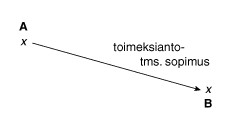 A
x
toimeksianto-
tms. sopimus
x
B